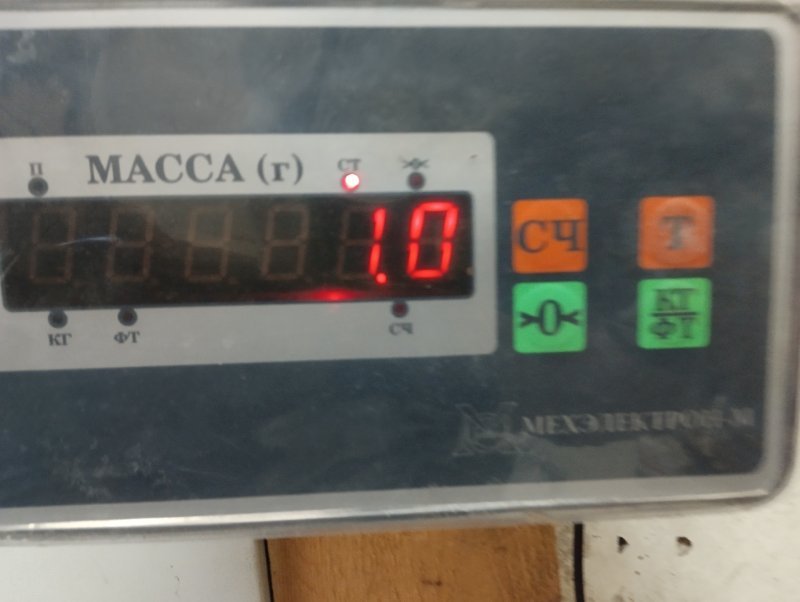 П МАССА (г) СТ
1.0
КГ ФТ СЧ
СЧ Т
>0< КГ/ФТ
МЕХЭЛЕКТРОН-М